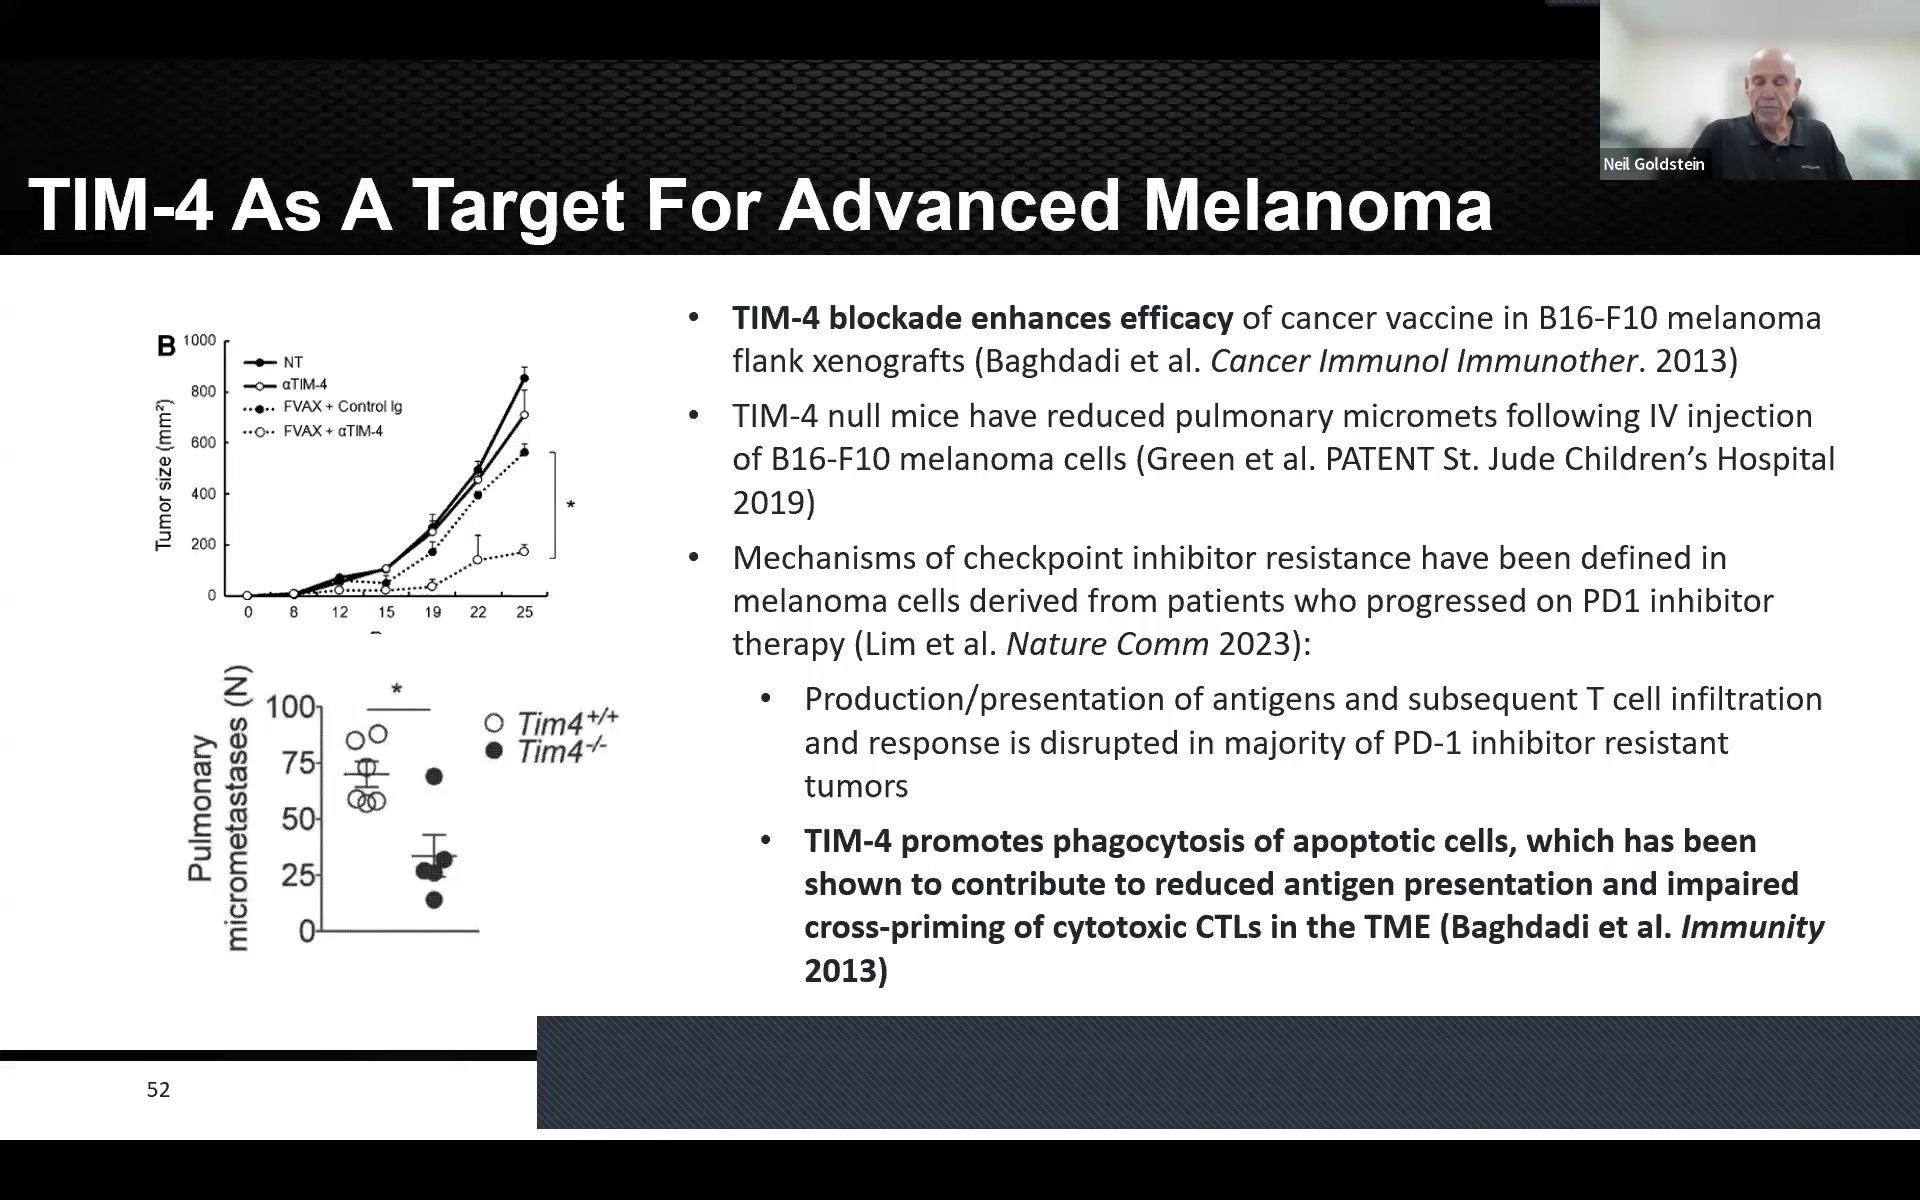 Neil Goldstein
TIM-4 As A Target For Advanced Melanoma
B
Tumor size (mm²)
1000
800
600
400
200
0
NT
αTIM-4
FVAX + Control Ig
FVAX + αTIM-4
*
0 8 12 15 19 22 25
Pulmonary
micrometastases (N)
100
75
50
25
0
*
Tim4+/+
Tim4-/-
• TIM-4 blockade enhances efficacy of cancer vaccine in B16-F10 melanoma
flank xenografts (Baghdadi et al. Cancer Immunol Immunother. 2013)
• TIM-4 null mice have reduced pulmonary micromets following IV injection
of B16-F10 melanoma cells (Green et al. PATENT St. Jude Children’s Hospital
2019)
• Mechanisms of checkpoint inhibitor resistance have been defined in
melanoma cells derived from patients who progressed on PD1 inhibitor
therapy (Lim et al. Nature Comm 2023):
• Production/presentation of antigens and subsequent T cell infiltration
and response is disrupted in majority of PD-1 inhibitor resistant
tumors
• TIM-4 promotes phagocytosis of apoptotic cells, which has been
shown to contribute to reduced antigen presentation and impaired
cross-priming of cytotoxic CTLs in the TME (Baghdadi et al. Immunity
2013)
52